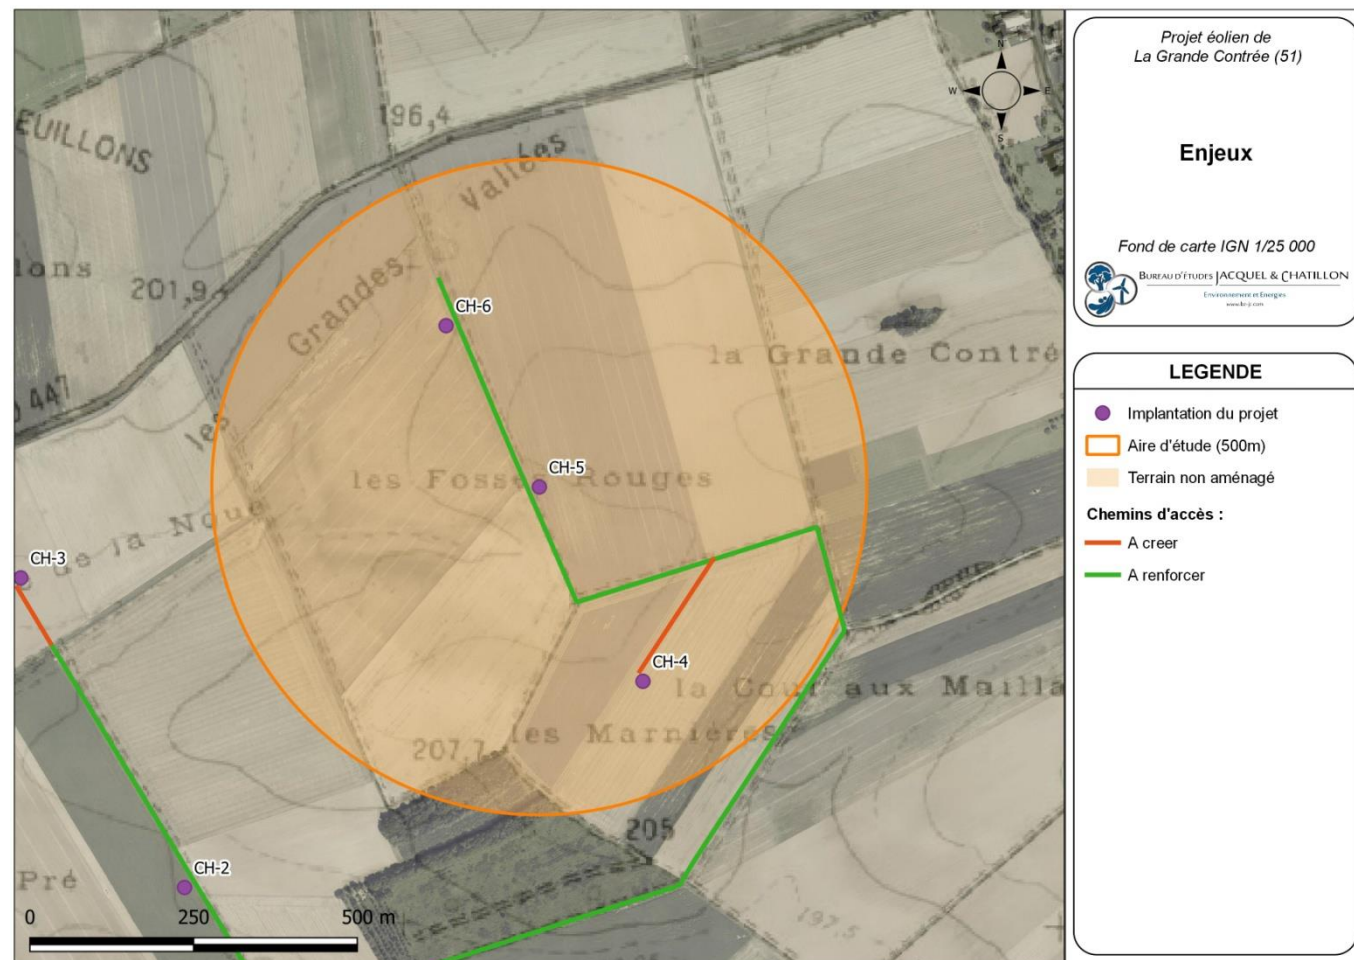 196,4
EUILLONS
Grandes Vallées
les
lons
201,9
447
la Grande Contré
CH-6
CH-5
les Fosses Rouges
de la Noue
CH-3
CH-4
la Cour aux Mailla
les Marnières
207,7
205
CH-2
Pré
197,5
0 250 500 m
N
W E
S
Projet éolien de
La Grande Contrée (51)
Enjeux
Fond de carte IGN 1/25 000
BUREAU D'ÉTUDES JACQUEL & CHATILLON
Environnement et Energies
LEGENDE
Implantation du projet
Aire d'étude (500m)
Terrain non aménagé
Chemins d'accès :
A creer
A renforcer